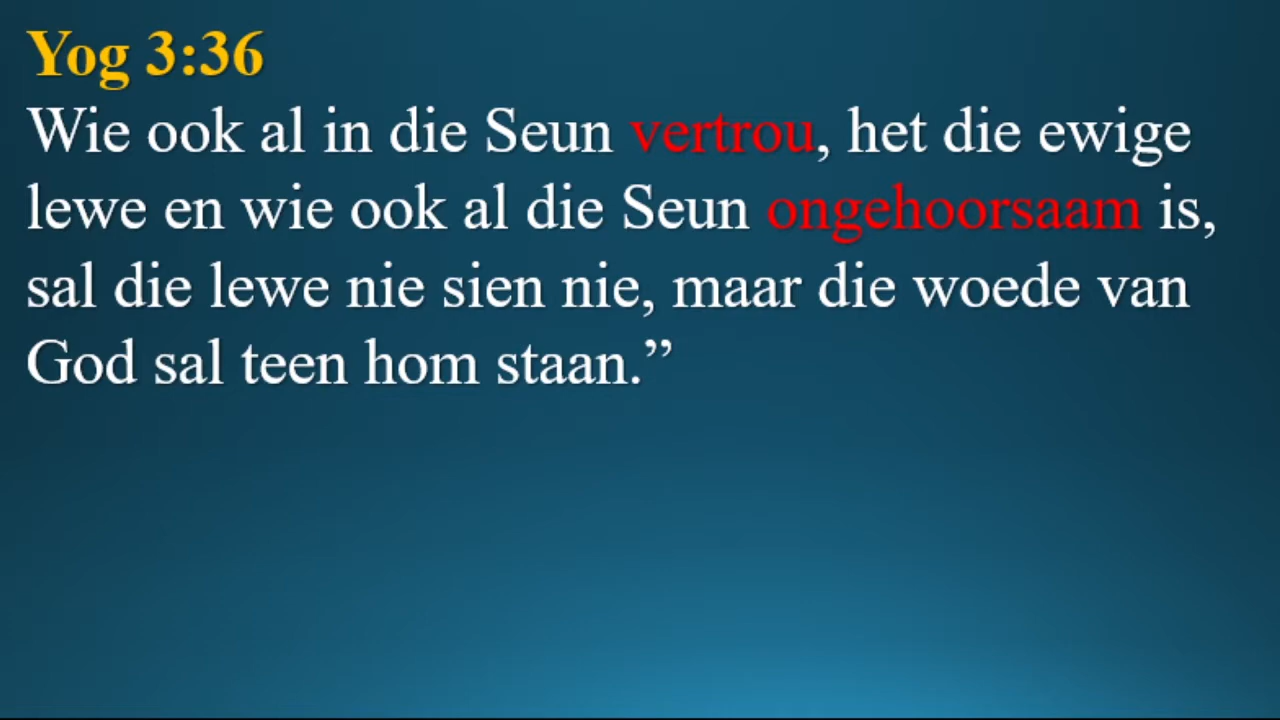 Yog 3:36
Wie ook al in die Seun vertrou, het die ewige
lewe en wie ook al die Seun ongehoorsaam is,
sal die lewe nie sien nie, maar die woede van
God sal teen hom staan.”